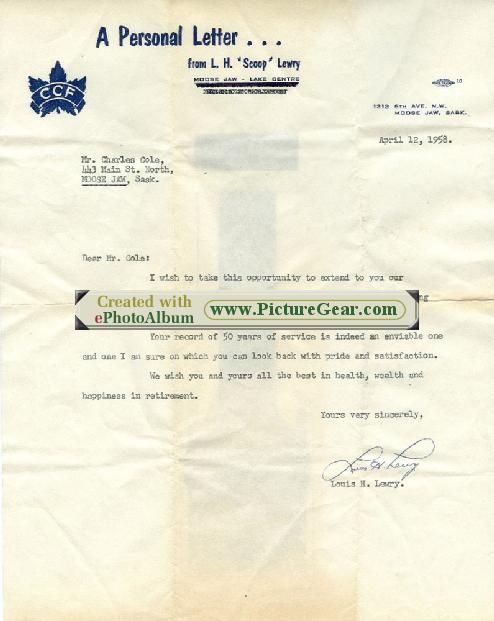 A Personal Letter . . .
from L. H. "Scoop" Lewry
MOOSE JAW - LAKE CENTRE
CCF
1313 6TH AVE. N.W.
MOOSE JAW, SASK.
April 12, 1958.
Mr. Charles Cole,
443 Main St. North,
MOOSE JAW, Sask.
Dear Mr. Cole:
I wish to take this opportunity to extend to you our
Created with
ePhotoAlbum
www.PictureGear.com
Your record of 50 years of service is indeed an enviable one
and one I am sure on which you can look back with pride and satisfaction.
We wish you and yours all the best in health, wealth and
happiness in retirement.
Yours very sincerely,
Louis H. Lewry
Louis H. Lewry.